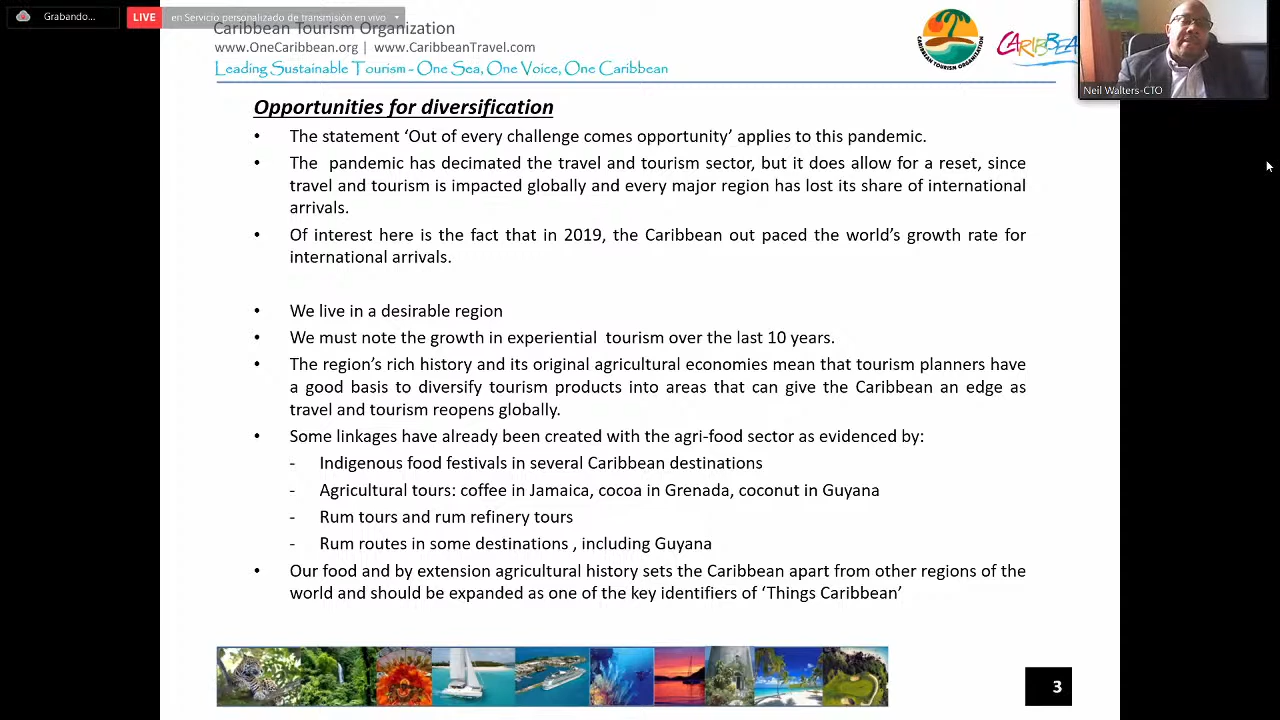 Grabando...
LIVE
en Servicio personalizado de transmisión en vivo
Caribbean Tourism Organization
www.OneCaribbean.org | www.CaribbeanTravel.com
Leading Sustainable Tourism - One Sea, One Voice, One Caribbean
CARIBBEAN TOURISM ORGANIZATION
Neil Walters-CTO
Opportunities for diversification
• The statement ‘Out of every challenge comes opportunity’ applies to this pandemic.
• The pandemic has decimated the travel and tourism sector, but it does allow for a reset, since
travel and tourism is impacted globally and every major region has lost its share of international
arrivals.
• Of interest here is the fact that in 2019, the Caribbean out paced the world’s growth rate for
international arrivals.
• We live in a desirable region
• We must note the growth in experiential tourism over the last 10 years.
• The region’s rich history and its original agricultural economies mean that tourism planners have
a good basis to diversify tourism products into areas that can give the Caribbean an edge as
travel and tourism reopens globally.
• Some linkages have already been created with the agri-food sector as evidenced by:
- Indigenous food festivals in several Caribbean destinations
- Agricultural tours: coffee in Jamaica, cocoa in Grenada, coconut in Guyana
- Rum tours and rum refinery tours
- Rum routes in some destinations , including Guyana
• Our food and by extension agricultural history sets the Caribbean apart from other regions of the
world and should be expanded as one of the key identifiers of ‘Things Caribbean’
3